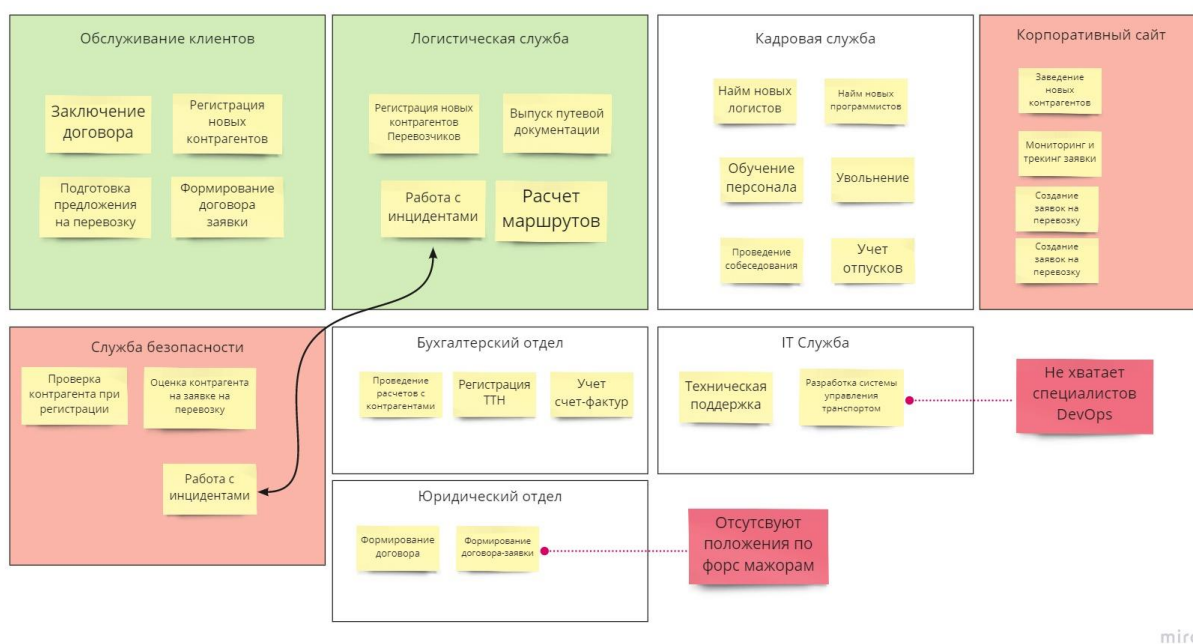 Обслуживание клиентов
Заключение
договора
Регистрация
новых
контрагентов
Подготовка
предложения
на перевозку
Формирование
договора
заявки
Логистическая служба
Регистрация новых
контрагентов
Перевозчиков
Выпуск путевой
документации
Работа с
инцидентами
Расчет
маршрутов
Кадровая служба
Найм новых
логистов
Найм новых
программистов
Обучение
персонала
Увольнение
Проведение
собеседования
Учет
отпусков
Корпоративный сайт
Заведение
новых
контрагентов
Мониторинг и
трекинг заявки
Создание
заявок на
перевозку
Создание
заявок на
перевозку
Служба безопасности
Проверка
контрагента при
регистрации
Оценка контрагента
на заявке на
перевозку
Работа с
инцидентами
Бухгалтерский отдел
Проведение
расчетов с
контрагентами
Регистрация
ТТН
Учет
счет-фактур
IT Служба
Техническая
поддержка
Разработка системы
управления
транспортом
Не хватает
специалистов
DevOps
Юридический отдел
Формирование
договора
Формирование
договора-заявки
Отсутсвуют
положения по
форс мажорам
miro